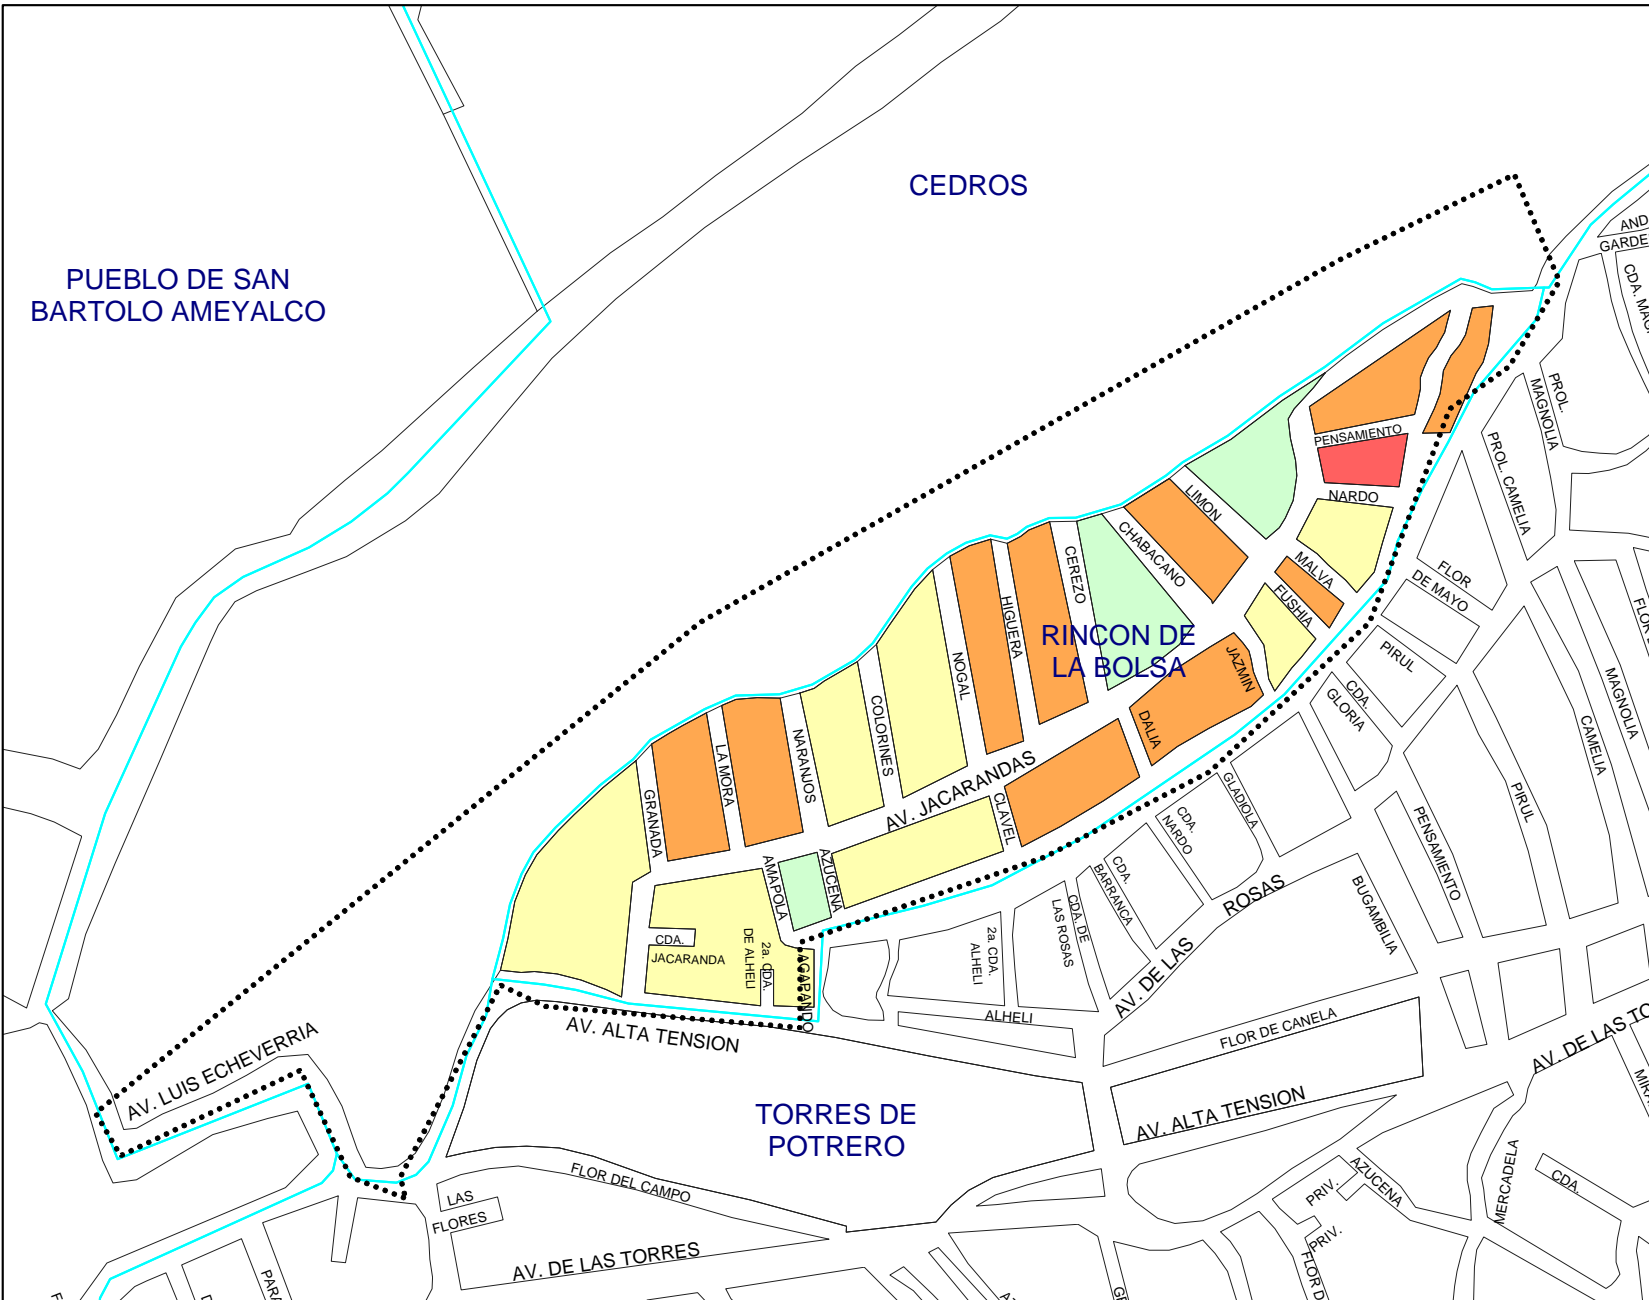 CEDROS
PUEBLO DE SAN
BARTOLO AMEYALCO
RINCON DE
LA BOLSA
TORRES DE
POTRERO
PENSAMIENTO
NARDO
LIMON
CHABACANO
CEREZO
HIGUERA
NOGAL
COLORINES
NARANJOS
LA MORA
GRANADA
MALVA
FUSHIA
JAZMIN
DALIA
CLAVEL
AV. JACARANDAS
AZUCENA
AMAPOLA
CDA.
JACARANDA
2a. CDA.
DE ALHELI
AGAPANDO
AV. ALTA TENSION
AV. LUIS ECHEVERRIA
PROL.
MAGNOLIA
PROL. CAMELIA
FLOR
DE MAYO
PIRUL
CDA.
GLORIA
MAGNOLIA
CAMELIA
PIRUL
PENSAMIENTO
BUGAMBILIA
GLADIOLA
CDA.
NARDO
CDA.
BARRANCA
CDA. DE
LAS ROSAS
2a. CDA.
ALHELI
ALHELI
AV. DE LAS
ROSAS
FLOR DE CANELA
AV. ALTA TENSION
AV. DE LAS TO
FLOR DEL CAMPO
LAS
FLORES
AV. DE LAS TORRES
PRIV.
AZUCENA
PRIV.
FLOR D
MERCADELA
CDA.
AND
GARDE
PARA